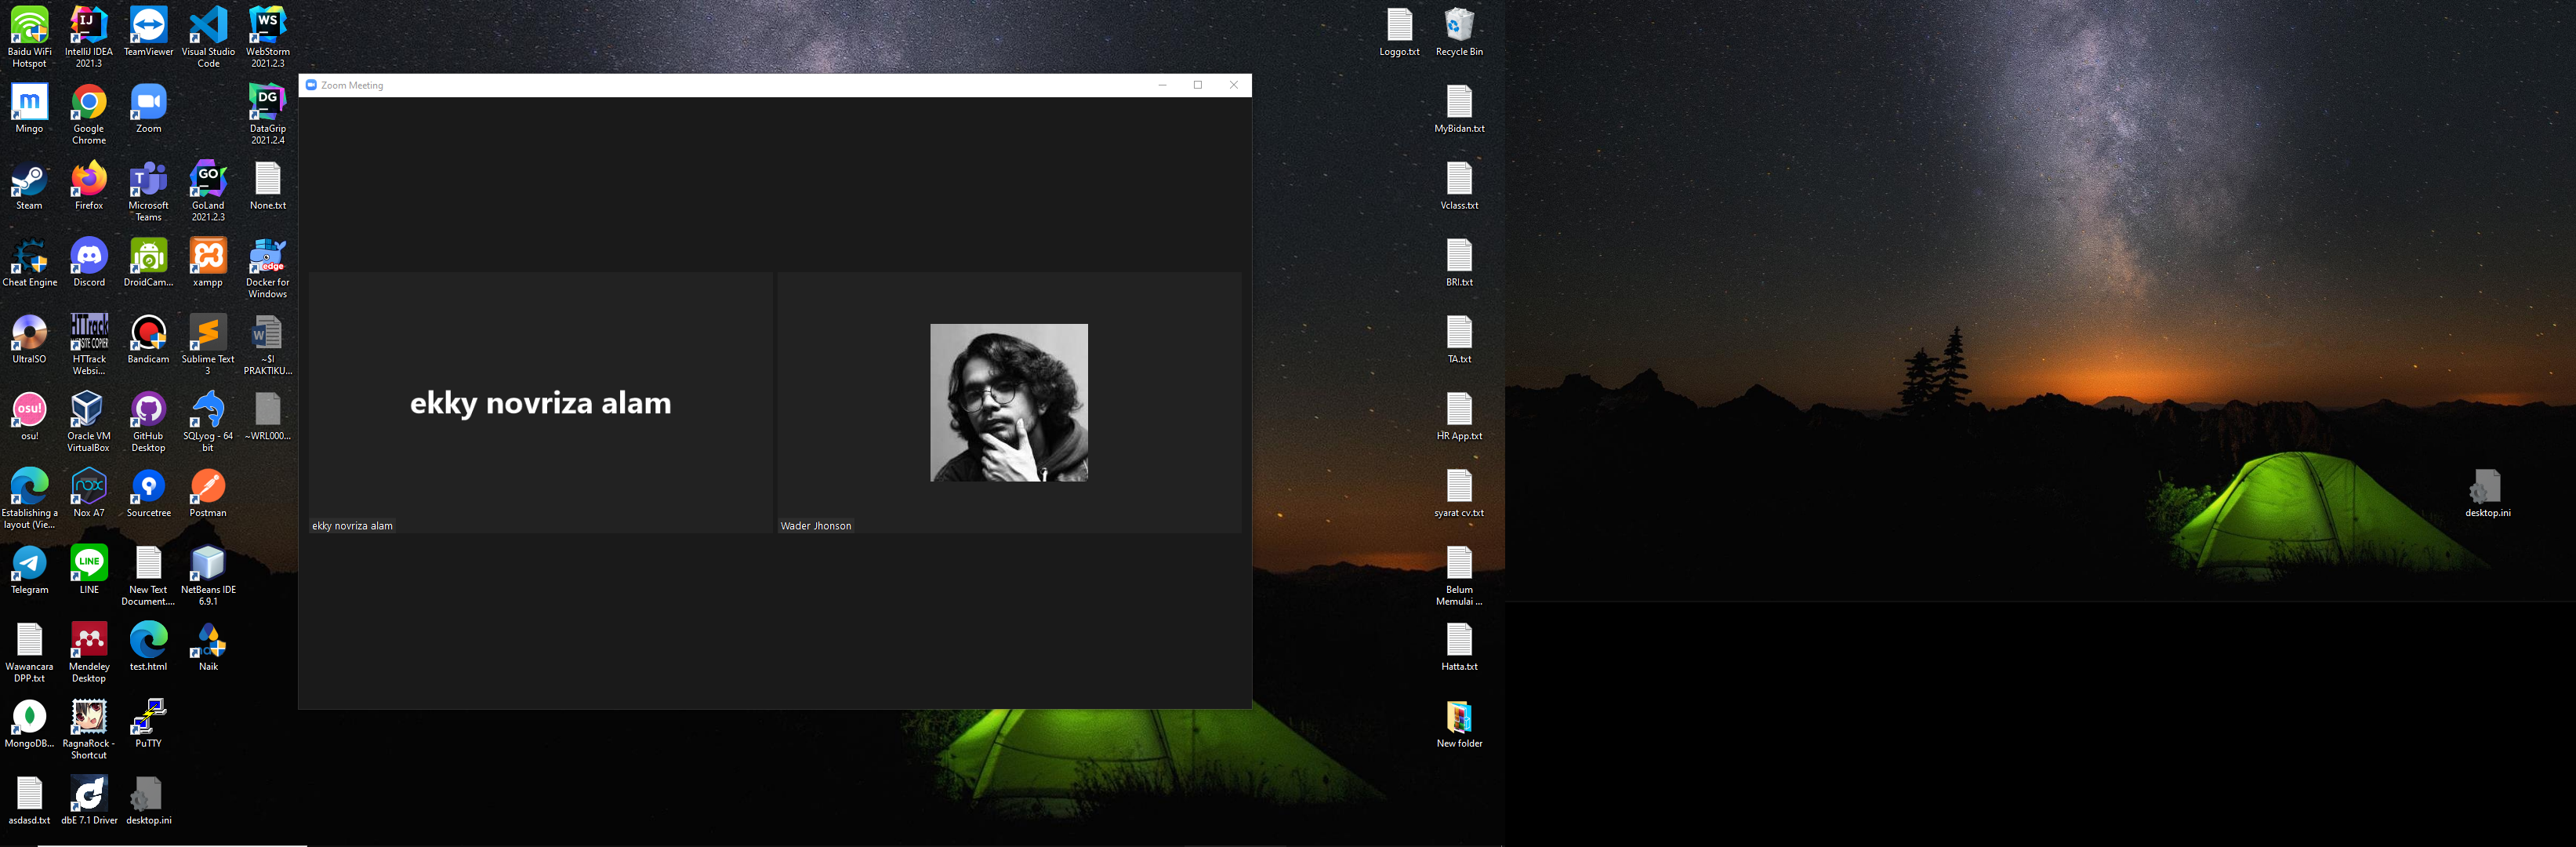 Baidu WiFi
Hotspot
IntelliJ IDEA
2021.3
TeamViewer
Visual Studio
Code
WebStorm
2021.2.3
Mingo
Google
Chrome
Zoom
DataGrip
2021.2.4
Steam
Firefox
Microsoft
Teams
GoLand
2021.2.3
None.txt
Cheat Engine
Discord
DroidCam...
xampp
Docker for
Windows
UltraISO
HTTrack
Websi...
Bandicam
Sublime Text
3
~$I
PRAKTIKU...
osu!
Oracle VM
VirtualBox
GitHub
Desktop
SQLyog - 64
bit
~WRL000...
Establishing a
layout (Vie...
Nox A7
Sourcetree
Postman
Telegram
LINE
New Text
Document....
NetBeans IDE
6.9.1
Wawancara
DPP.txt
Mendeley
Desktop
test.html
Naik
MongoDB...
RagnaRock -
Shortcut
PuTTY
asdasd.txt
dbE 7.1 Driver
desktop.ini
Zoom Meeting
ekky novriza alam
ekky novriza alam
Wader Jhonson
Loggo.txt
Recycle Bin
MyBidan.txt
Vclass.txt
BRI.txt
TA.txt
HR App.txt
syarat cv.txt
Belum
Memulai ...
Hatta.txt
New folder
desktop.ini